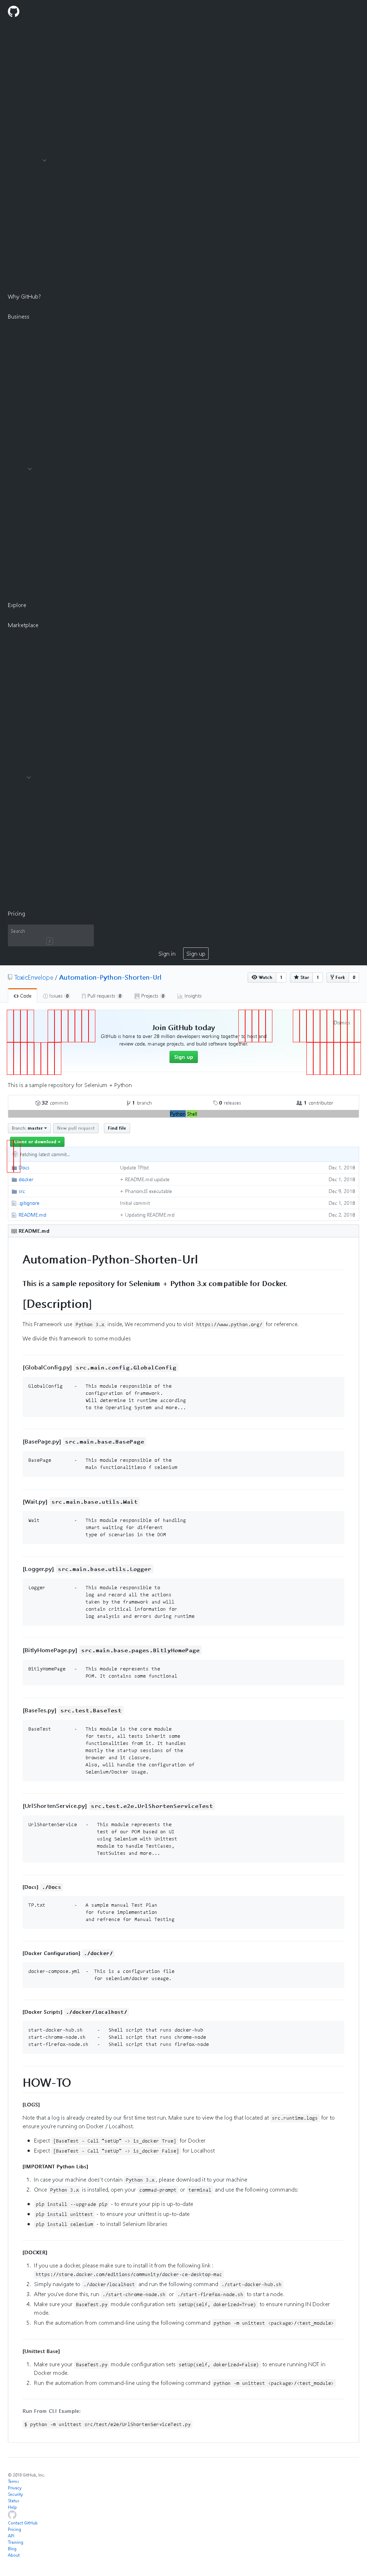 Why GitHub?
Business
Explore
Marketplace
Pricing
Search
/
Sign in Sign up
ToxicEnvelope / Automation-Python-Shorten-Url
Watch 1 Star 1 Fork 0
Code Issues 0 Pull requests 0 Projects 0 Insights
Dismiss
Join GitHub today
GitHub is home to over 28 million developers working together to host and
review code, manage projects, and build software together.
Sign up
This is a sample repository for Selenium + Python
32 commits 1 branch 0 releases 1 contributor
Python Shell
Branch: master New pull request Find file
Clone or download
Fetching latest commit…
Docs Update TP.txt Dec 1, 2018
docker + README.md update Dec 1, 2018
src + PhantomJS executable Dec 9, 2018
.gitignore Initial commit Dec 1, 2018
README.md + Updating README.md Dec 2, 2018
README.md
Automation-Python-Shorten-Url
This is a sample repository for Selenium + Python 3.x compatible for Docker.
[Description]
This Framework use Python 3.x inside, We recommend you to visit https://www.python.org/ for reference.
We divide this framework to some modules
[GlobalConfig.py] src.main.config.GlobalConfig
GlobalConfig - This module responsible of the
configuration of framework.
Will determine it runtime according
to the Operating System and more...
[BasePage.py] src.main.base.BasePage
BasePage - This module responsible of the
main functionalitiesa f selenium
[Wait.py] src.main.base.utils.Wait
Wait - This module responsible of handling
smart waiting for different
type of scenarios in the DOM
[Logger.py] src.main.base.utils.Logger
Logger - This module responsible to
log and record all the actions
taken by the framework and will
contain critical information for
log analysis and errors during runtime
[BitlyHomePage.py] src.main.base.pages.BitlyHomePage
BitlyHomePage - This module represents the
POM. It contains some functional
[BaseTes.py] src.test.BaseTest
BaseTest - This module is the core module
for tests, all tests inherit some
functionalities from it. It handles
mostly the startup sessions of the
browser and it closure.
Also, will handle the configuration of
Selenium/Docker Usage.
[UrlShortenService.py] src.test.e2e.UrlShortenServiceTest
UrlShortenService - This module represents the
test of our POM based on UI
using Selenium with Unittest
module to handle TestCases,
TestSuites and more...
[Docs] ./Docs
TP.txt - A sample manual Test Plan
for future implementation
and refrence for Manual Testing
[Docker Configuration] ./docker/
docker-compose.yml - This is a configuration file
for selenium/docker useage.
[Docker Scripts] ./docker/localhost/
start-docker-hub.sh - Shell script that runs docker-hub
start-chrome-node.sh - Shell script that runs chrome-node
start-firefox-node.sh - Shell script that runs firefox-node
HOW-TO
[LOGS]
Note that a log is already created by our first time test run. Make sure to view the log that located at src.runtime.logs for to
ensure you're running on Docker / Localhost.
Expect [BaseTest - Call "setUp" -> is_docker True] for Docker
Expect [BaseTest - Call "setUp" -> is_docker False] for Localhost
[IMPORTANT Python Libs]
1. In case your machine does't contain Python 3.x, please download it to your machine
2. Once Python 3.x is installed, open your commad-prompt or terminal and use the following commands:
pip install --upgrade pip - to ensure your pip is up-to-date
pip install unittest - to ensure your unittest is up-to-date
pip install selenium - to install Selenium libraries
[DOCKER]
1. If you use a docker, please make sure to install it from the following link :
https://store.docker.com/editions/community/docker-ce-desktop-mac
2. Simply navigate to ./docker/localhost and run the following command ./start-docker-hub.sh
3. After you've done this, run ./start-chrome-node.sh or ./start-firefox-node.sh to start a node.
4. Make sure your BaseTest.py module configuration sets setUp(self, dokerized=True) to ensure running IN Docker
mode.
5. Run the automation from command-line using the following command python -m unittest <package>/<test_module>
[Unittest Base]
1. Make sure your BaseTest.py module configuration sets setUp(self, dokerized=False) to ensure running NOT in
Docker mode.
2. Run the automation from command-line using the following command python -m unittest <package>/<test_module>
Run From CLI Example:
$ python -m unittest src/test/e2e/UrlShortenServiceTest.py
© 2019 GitHub, Inc.
Terms
Privacy
Security
Status
Help
Contact GitHub
Pricing
API
Training
Blog
About